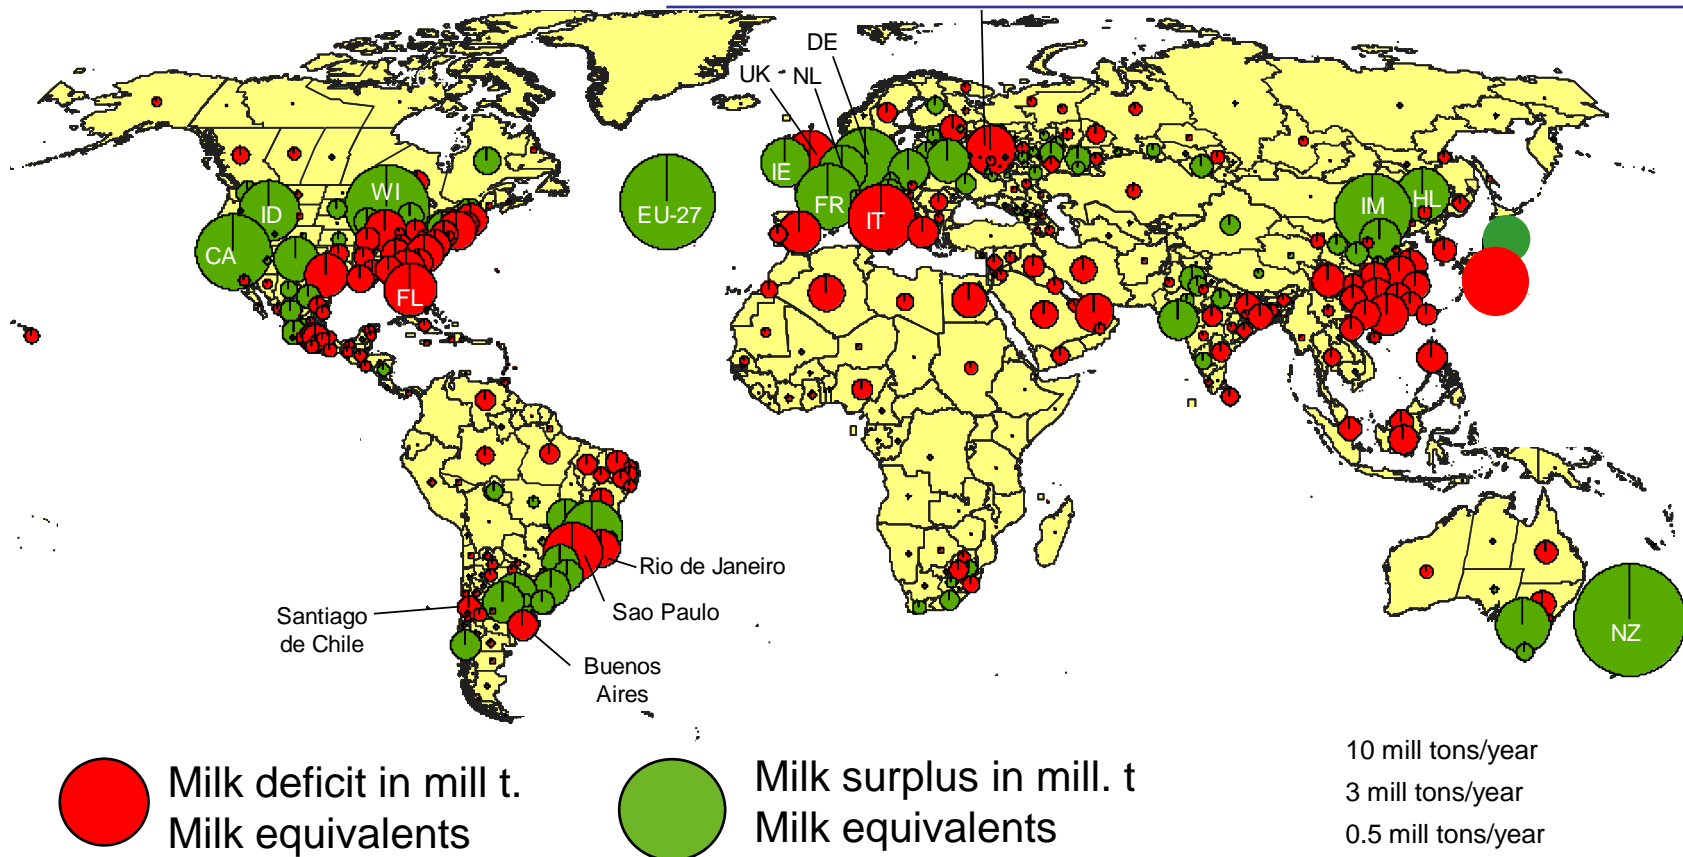 DE
UK
NL
IE
WI
ID
EU-27
FR
IT
IM
HL
CA
FL
Rio de Janeiro
Sao Paulo
Santiago
de Chile
NZ
Buenos
Aires
Milk deficit in mill t.
Milk equivalents
Milk surplus in mill. t
Milk equivalents
10 mill tons/year
3 mill tons/year
0.5 mill tons/year